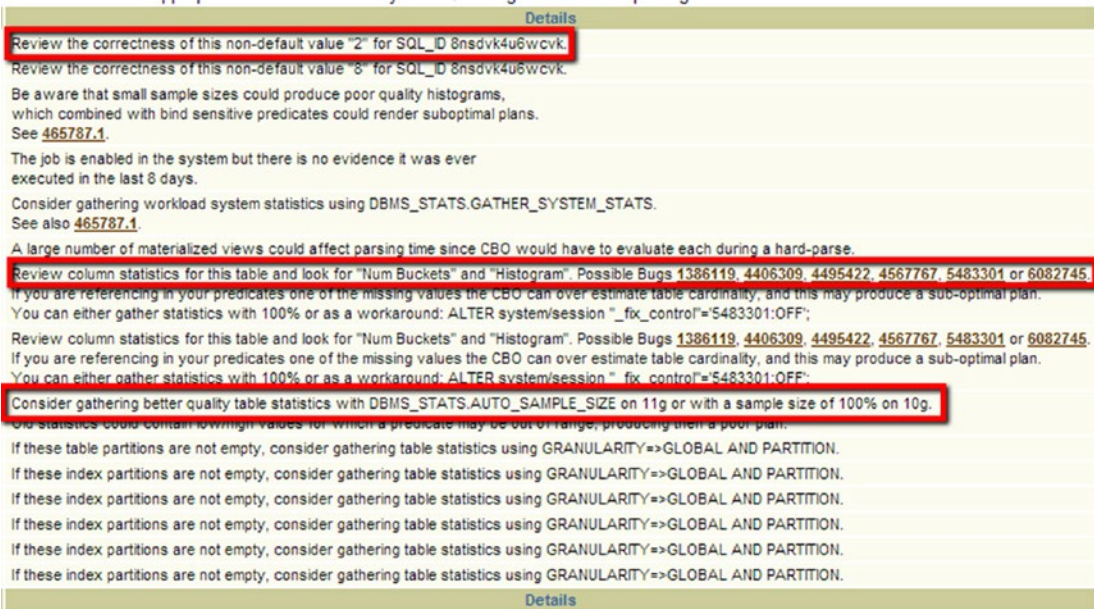 Details
Review the correctness of this non-default value "2" for SQL_ID 8nsdvk4u6wcvk.
Review the correctness of this non-default value "8" for SQL_ID 8nsdvk4u6wcvk.
Be aware that small sample sizes could produce poor quality histograms,
which combined with bind sensitive predicates could render suboptimal plans.
See 465787.1.
The job is enabled in the system but there is no evidence it was ever
executed in the last 8 days.
Consider gathering workload system statistics using DBMS_STATS.GATHER_SYSTEM_STATS.
See also 465787.1.
A large number of materialized views could affect parsing time since CBO would have to evaluate each during a hard-parse.
Review column statistics for this table and look for "Num Buckets" and "Histogram". Possible Bugs 1386119, 4406309, 4495422, 4567767, 5483301 or 6082745.
If you are referencing in your predicates one of the missing values the CBO can over estimate table cardinality, and this may produce a sub-optimal plan.
You can either gather statistics with 100% or as a workaround: ALTER system/session "_fix_control"='5483301:OFF';
Review column statistics for this table and look for "Num Buckets" and "Histogram". Possible Bugs 1386119, 4406309, 4495422, 4567767, 5483301 or 6082745.
If you are referencing in your predicates one of the missing values the CBO can over estimate table cardinality, and this may produce a sub-optimal plan.
You can either gather statistics with 100% or as a workaround: ALTER system/session "_fix_control"='5483301:OFF';
Consider gathering better quality table statistics with DBMS_STATS.AUTO_SAMPLE_SIZE on 11g or with a sample size of 100% on 10g.
Old statistics could contain low/high values for which a predicate may be out of range, producing then a poor plan.
If these table partitions are not empty, consider gathering table statistics using GRANULARITY=>GLOBAL AND PARTITION.
If these index partitions are not empty, consider gathering table statistics using GRANULARITY=>GLOBAL AND PARTITION.
If these index partitions are not empty, consider gathering table statistics using GRANULARITY=>GLOBAL AND PARTITION.
If these index partitions are not empty, consider gathering table statistics using GRANULARITY=>GLOBAL AND PARTITION.
If these index partitions are not empty, consider gathering table statistics using GRANULARITY=>GLOBAL AND PARTITION.
If these index partitions are not empty, consider gathering table statistics using GRANULARITY=>GLOBAL AND PARTITION.
Details